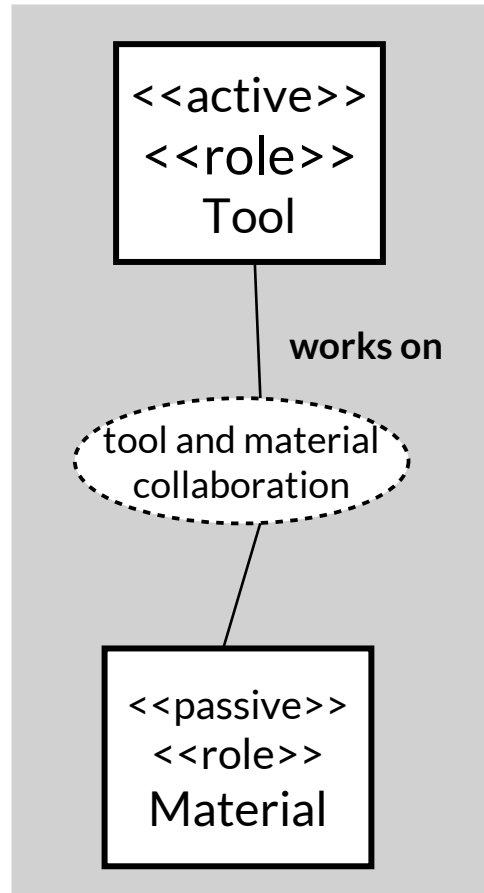 <<active>>
<<role>>
Tool
works on
tool and material
collaboration
<<passive>>
<<role>>
Material